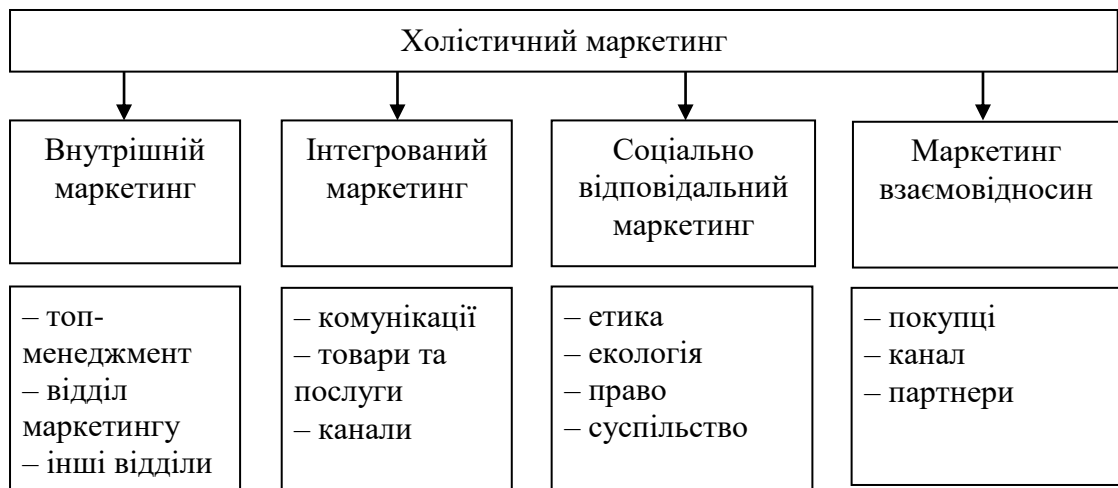 Холістичний маркетинг
Внутрішній
маркетинг
Інтегрований
маркетинг
Соціально
відповідальний
маркетинг
Маркетинг
взаємовідносин
– топ-
менеджмент
– відділ
маркетингу
– інші відділи
– комунікації
– товари та
послуги
– канали
– етика
– екологія
– право
– суспільство
– покупці
– канал
– партнери